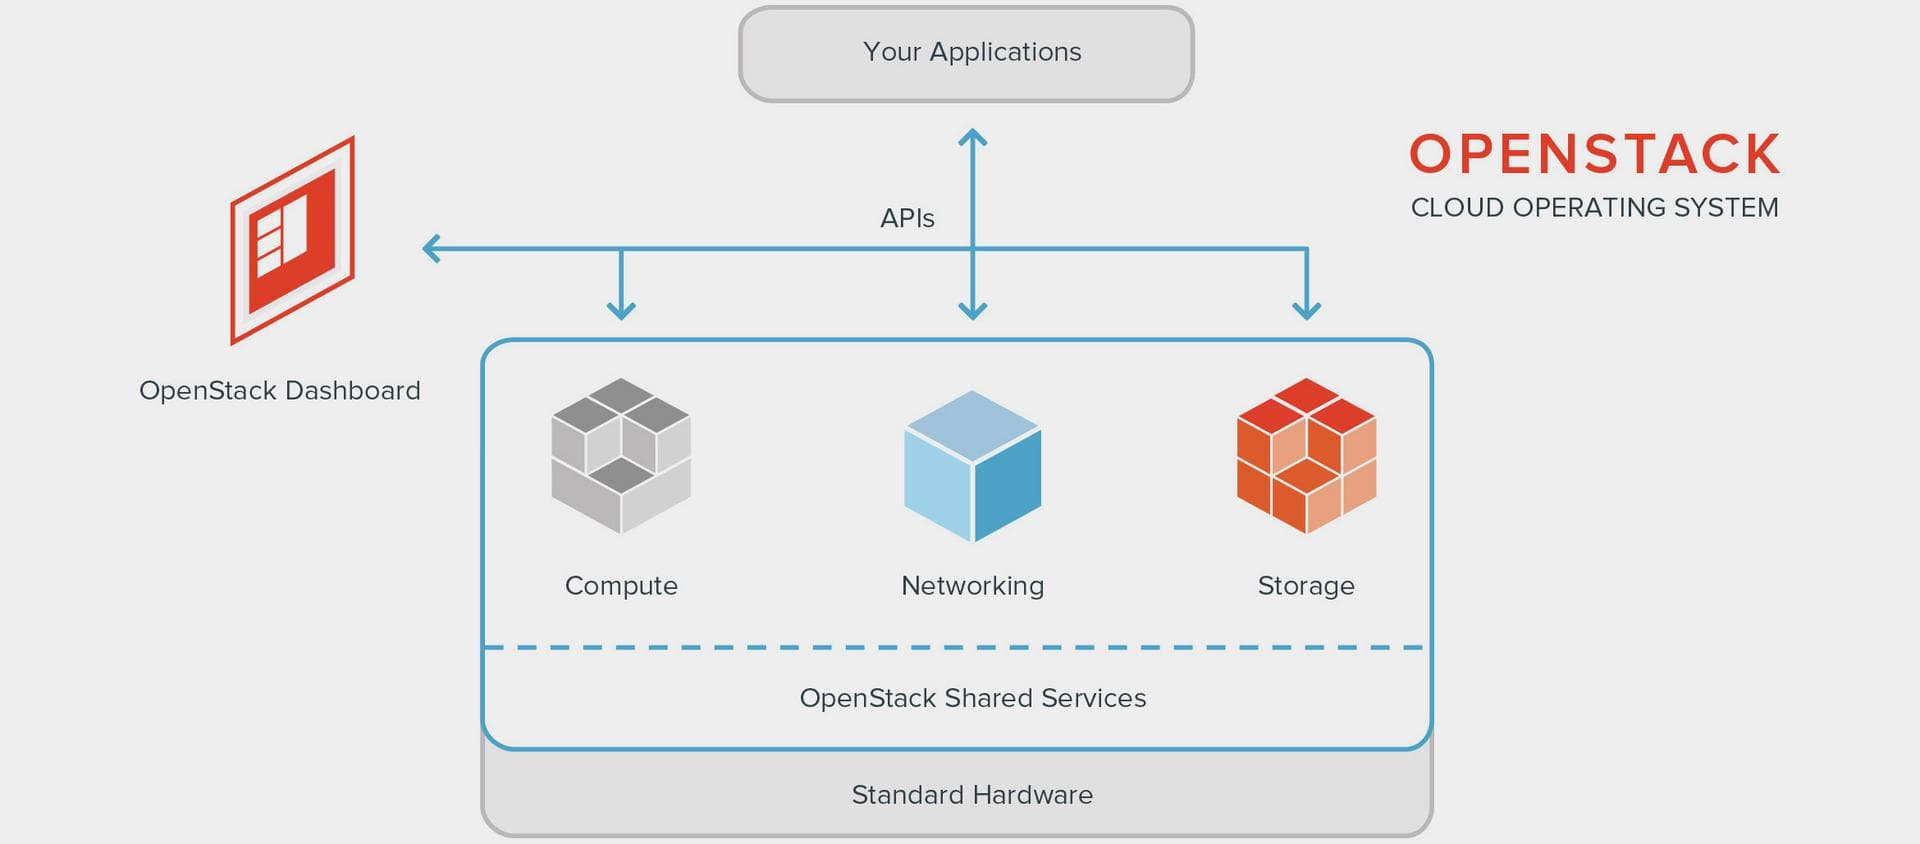 Your Applications
OPENSTACK
CLOUD OPERATING SYSTEM
APIs
OpenStack Dashboard
Compute
Networking
Storage
OpenStack Shared Services
Standard Hardware